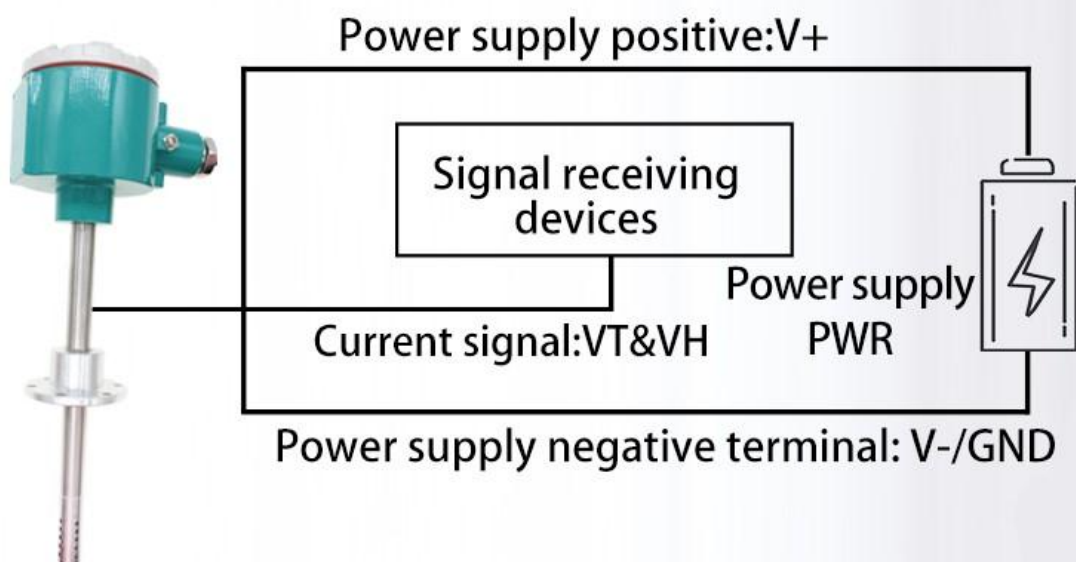 Power supply positive:V+
Signal receiving
devices
Power supply
PWR
Current signal:VT&VH
Power supply negative terminal: V-/GND